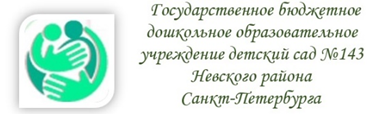 Государственное бюджетное
дошкольное образовательное
учреждение детский сад №143
Невского района
Санкт-Петербурга